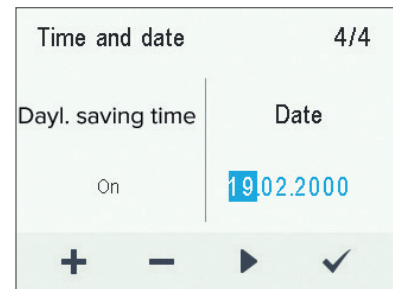 Time and date 4/4
Dayl. saving time
Date
On
19.02.2000